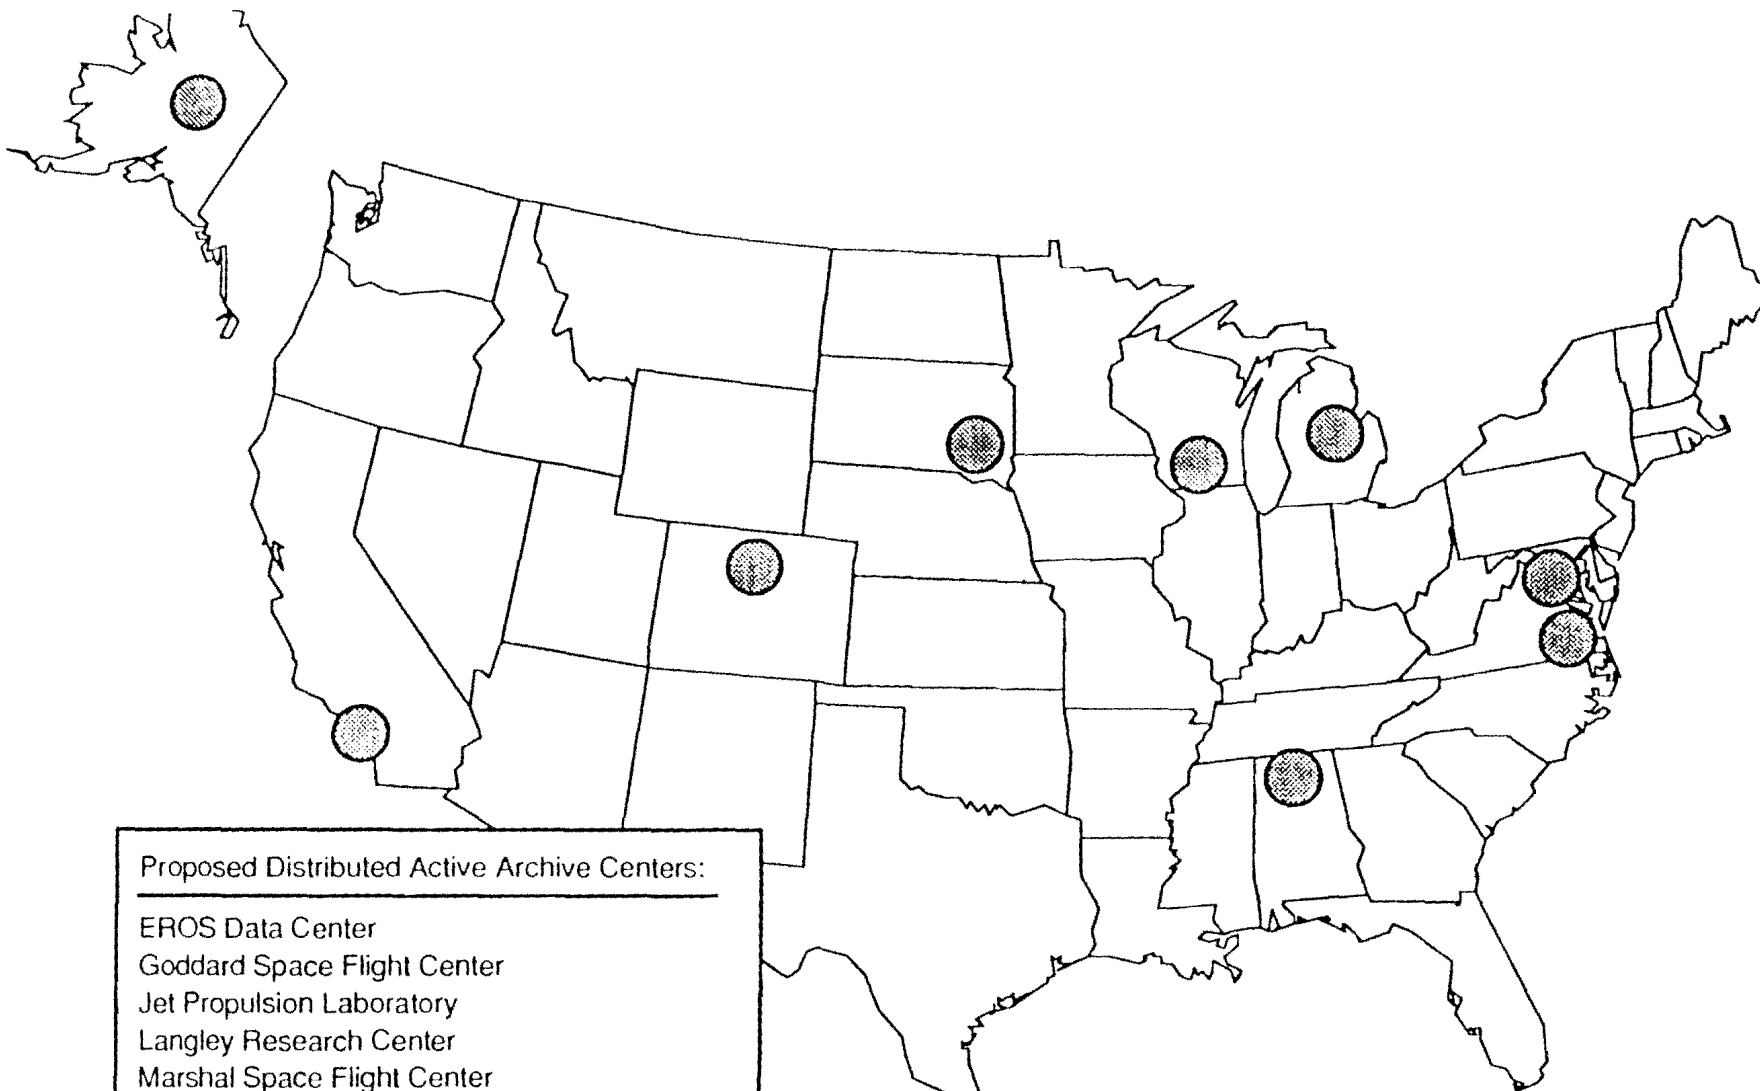 Proposed Distributed Active Archive Centers:
EROS Data Center
Goddard Space Flight Center
Jet Propulsion Laboratory
Langley Research Center
Marshal Space Flight Center